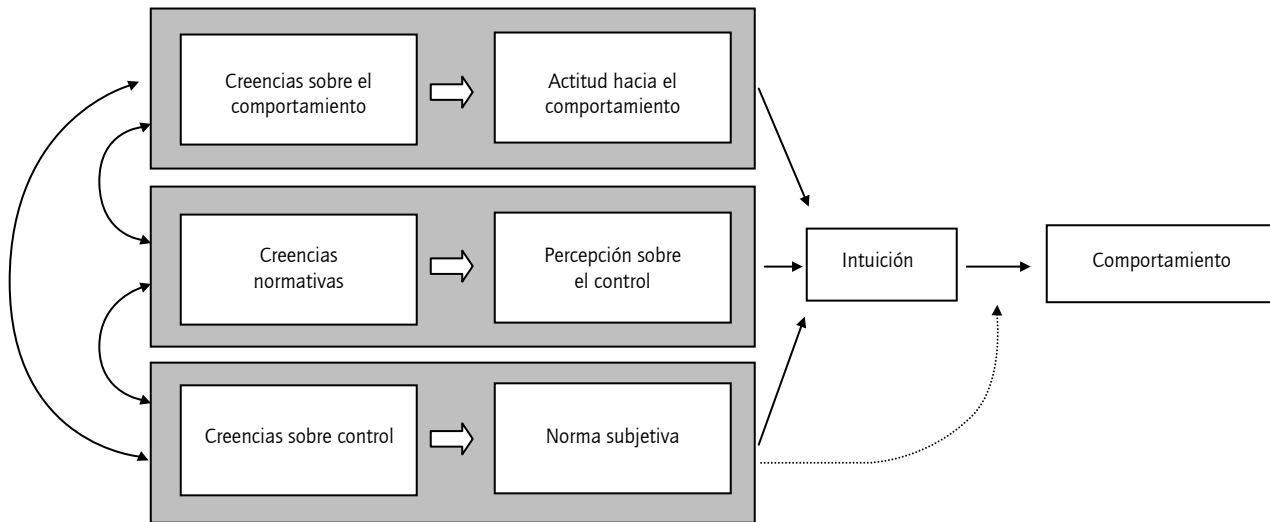 Creencias sobre el
comportamiento
Actitud hacia el
comportamiento
Creencias
normativas
Percepción sobre
el control
Intuición
Comportamiento
Creencias sobre control
Norma subjetiva